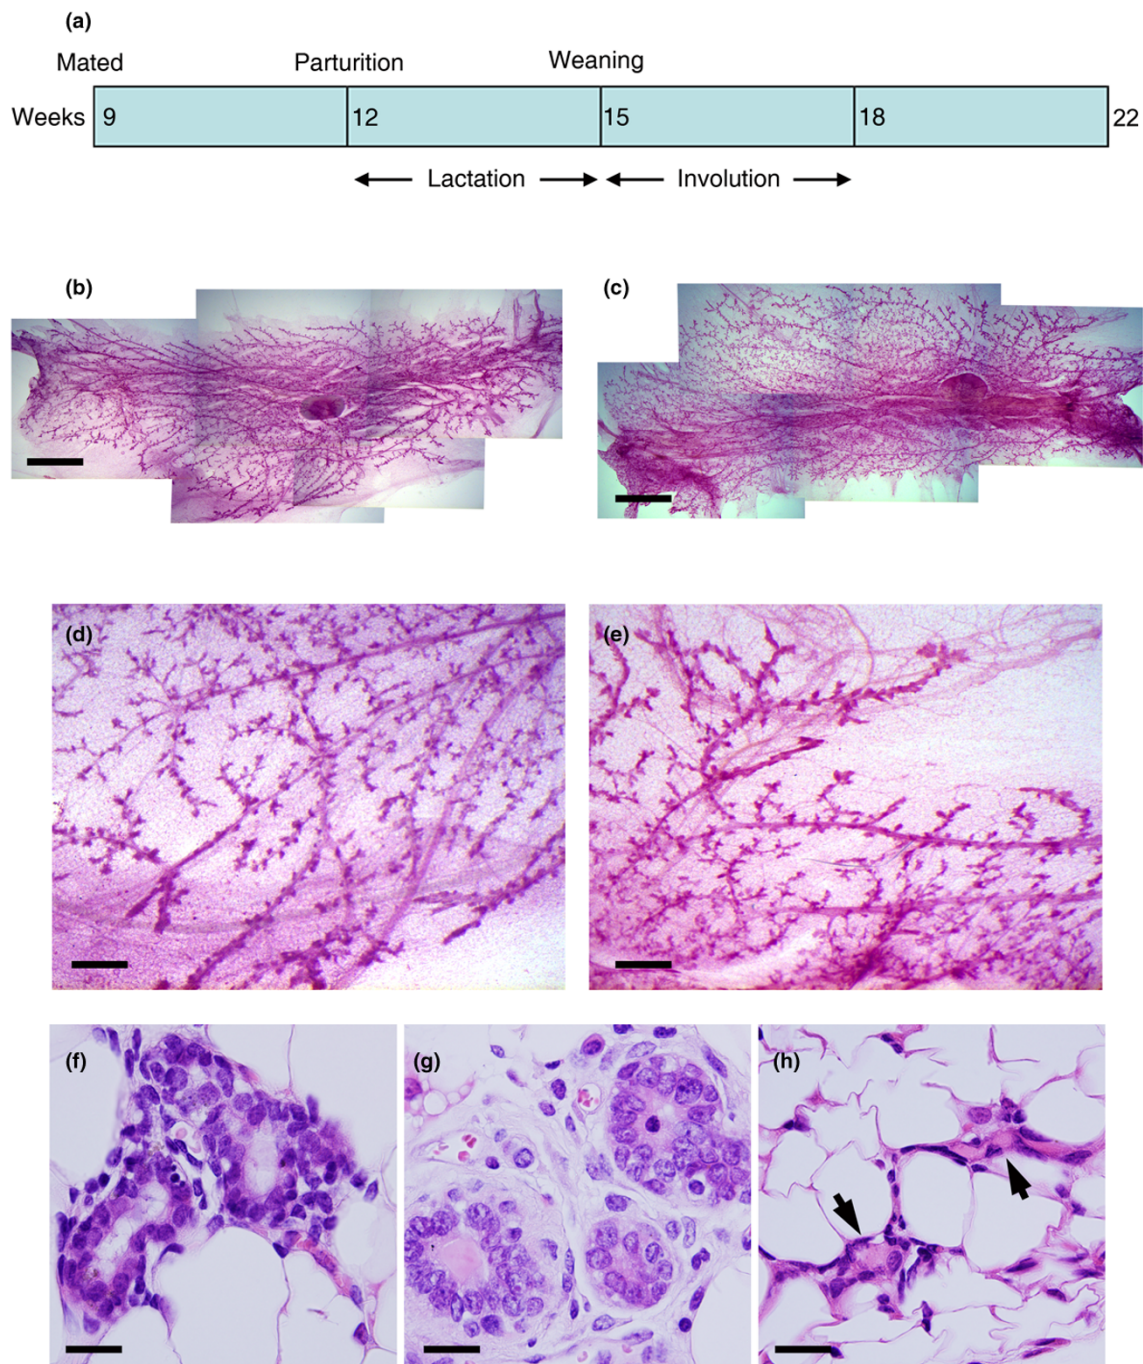 (a)
Mated Parturition Weaning
Weeks 9 12 15 18 22
Lactation Involution
(b) (c)
(d) (e)
(f) (g) (h)